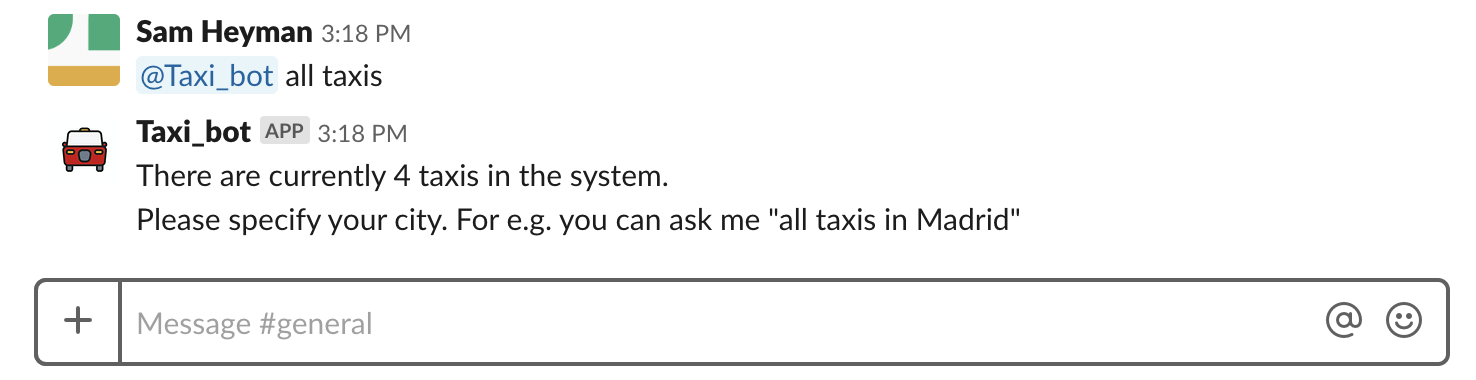 Sam Heyman 3:18 PM
@Taxi_bot all taxis
Taxi_bot APP 3:18 PM
There are currently 4 taxis in the system.
Please specify your city. For e.g. you can ask me "all taxis in Madrid"
Message #general